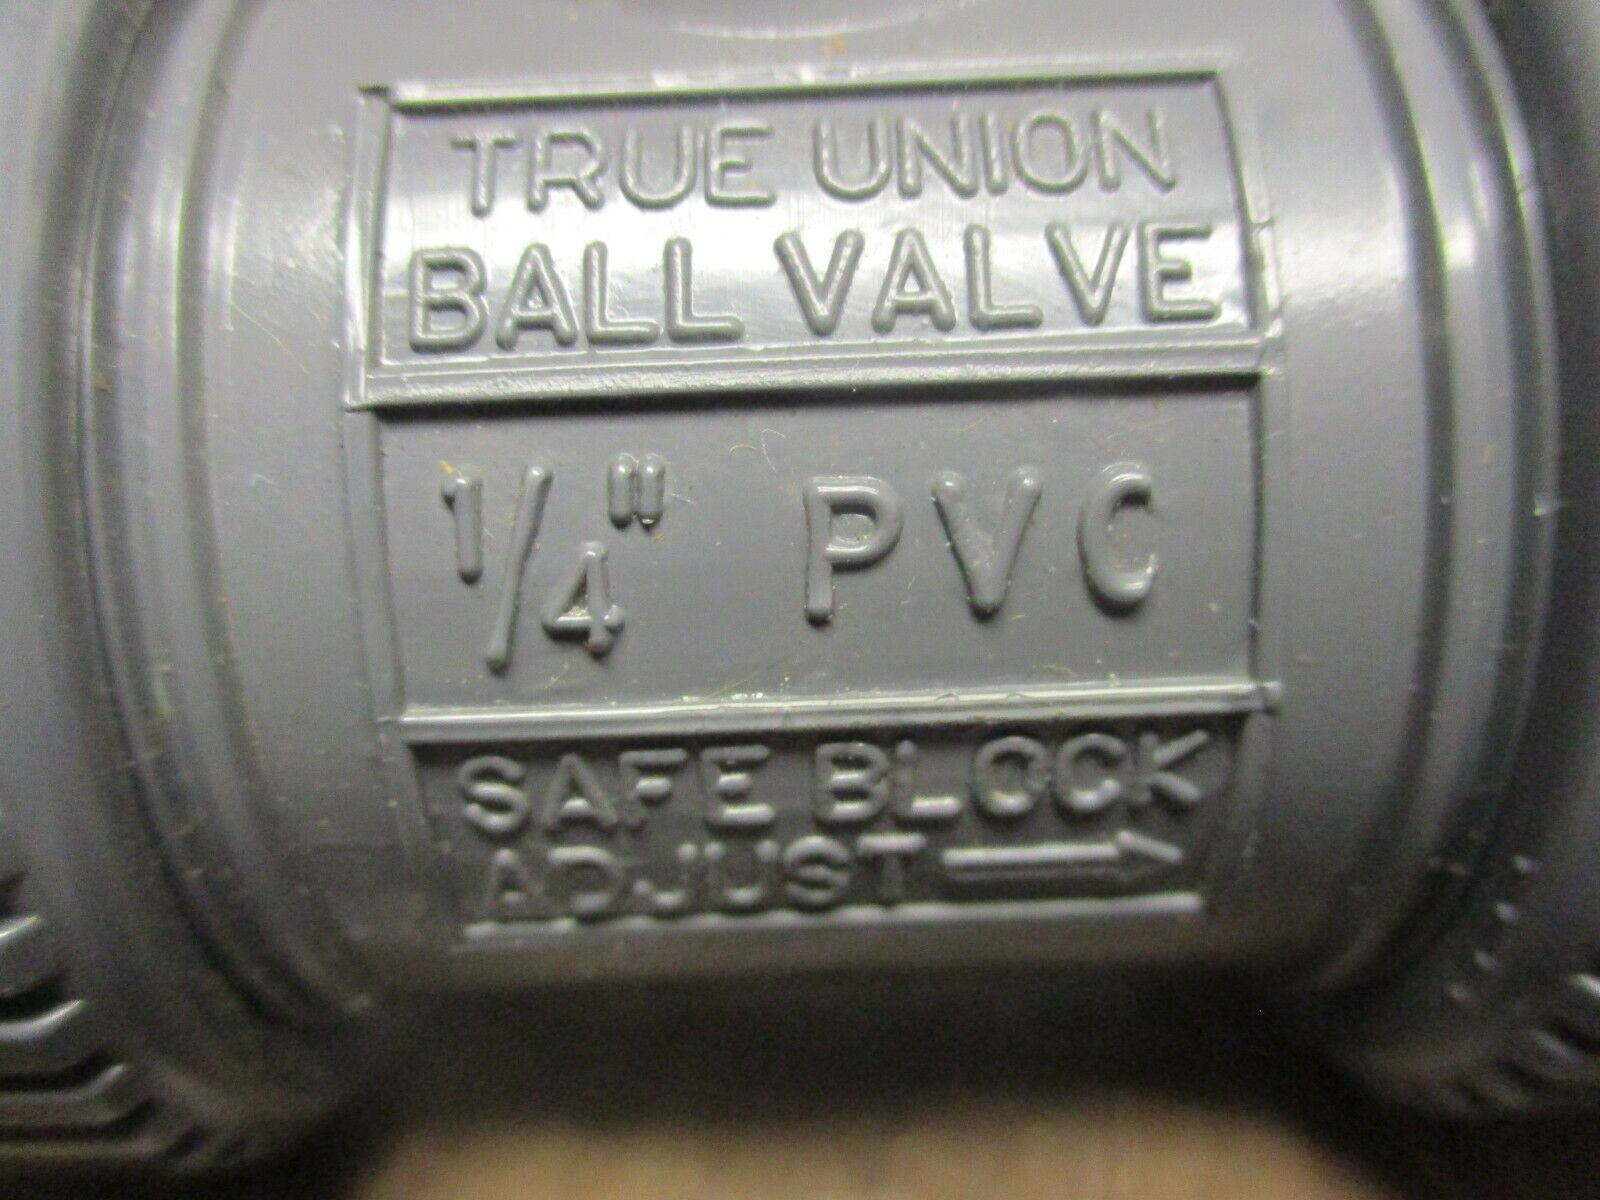 TRUE UNION
BALL VALVE
1/4" PVC
SAFE BLOCK
ADJUST →